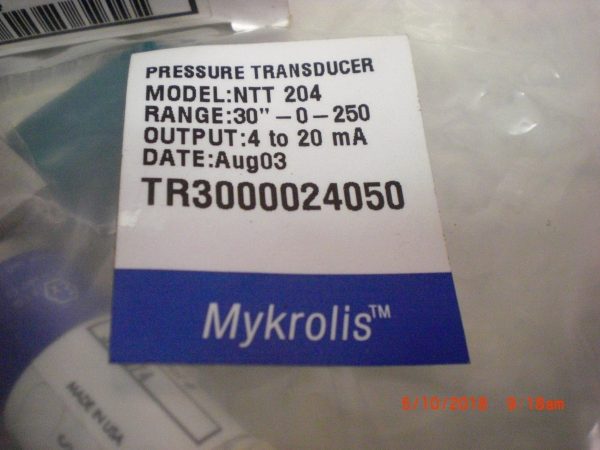 PRESSURE TRANSDUCER
MODEL:NTT 204
RANGE:30"-0-250
OUTPUT:4 to 20 mA
DATE:Aug03
TR3000024050
Mykrolis™
MADE IN USA
5/10/2018 9:18am